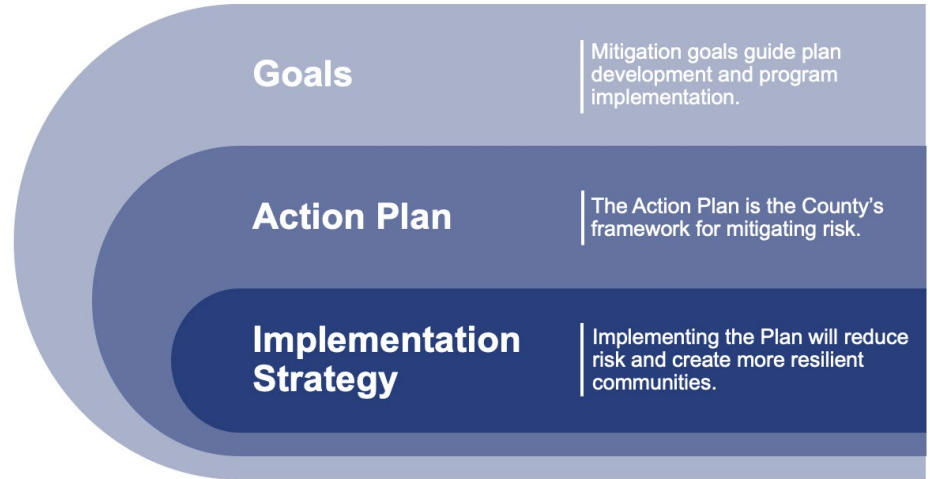 Goals
Mitigation goals guide plan
development and program
implementation.
Action Plan
The Action Plan is the County’s
framework for mitigating risk.
Implementation
Strategy
Implementing the Plan will reduce
risk and create more resilient
communities.